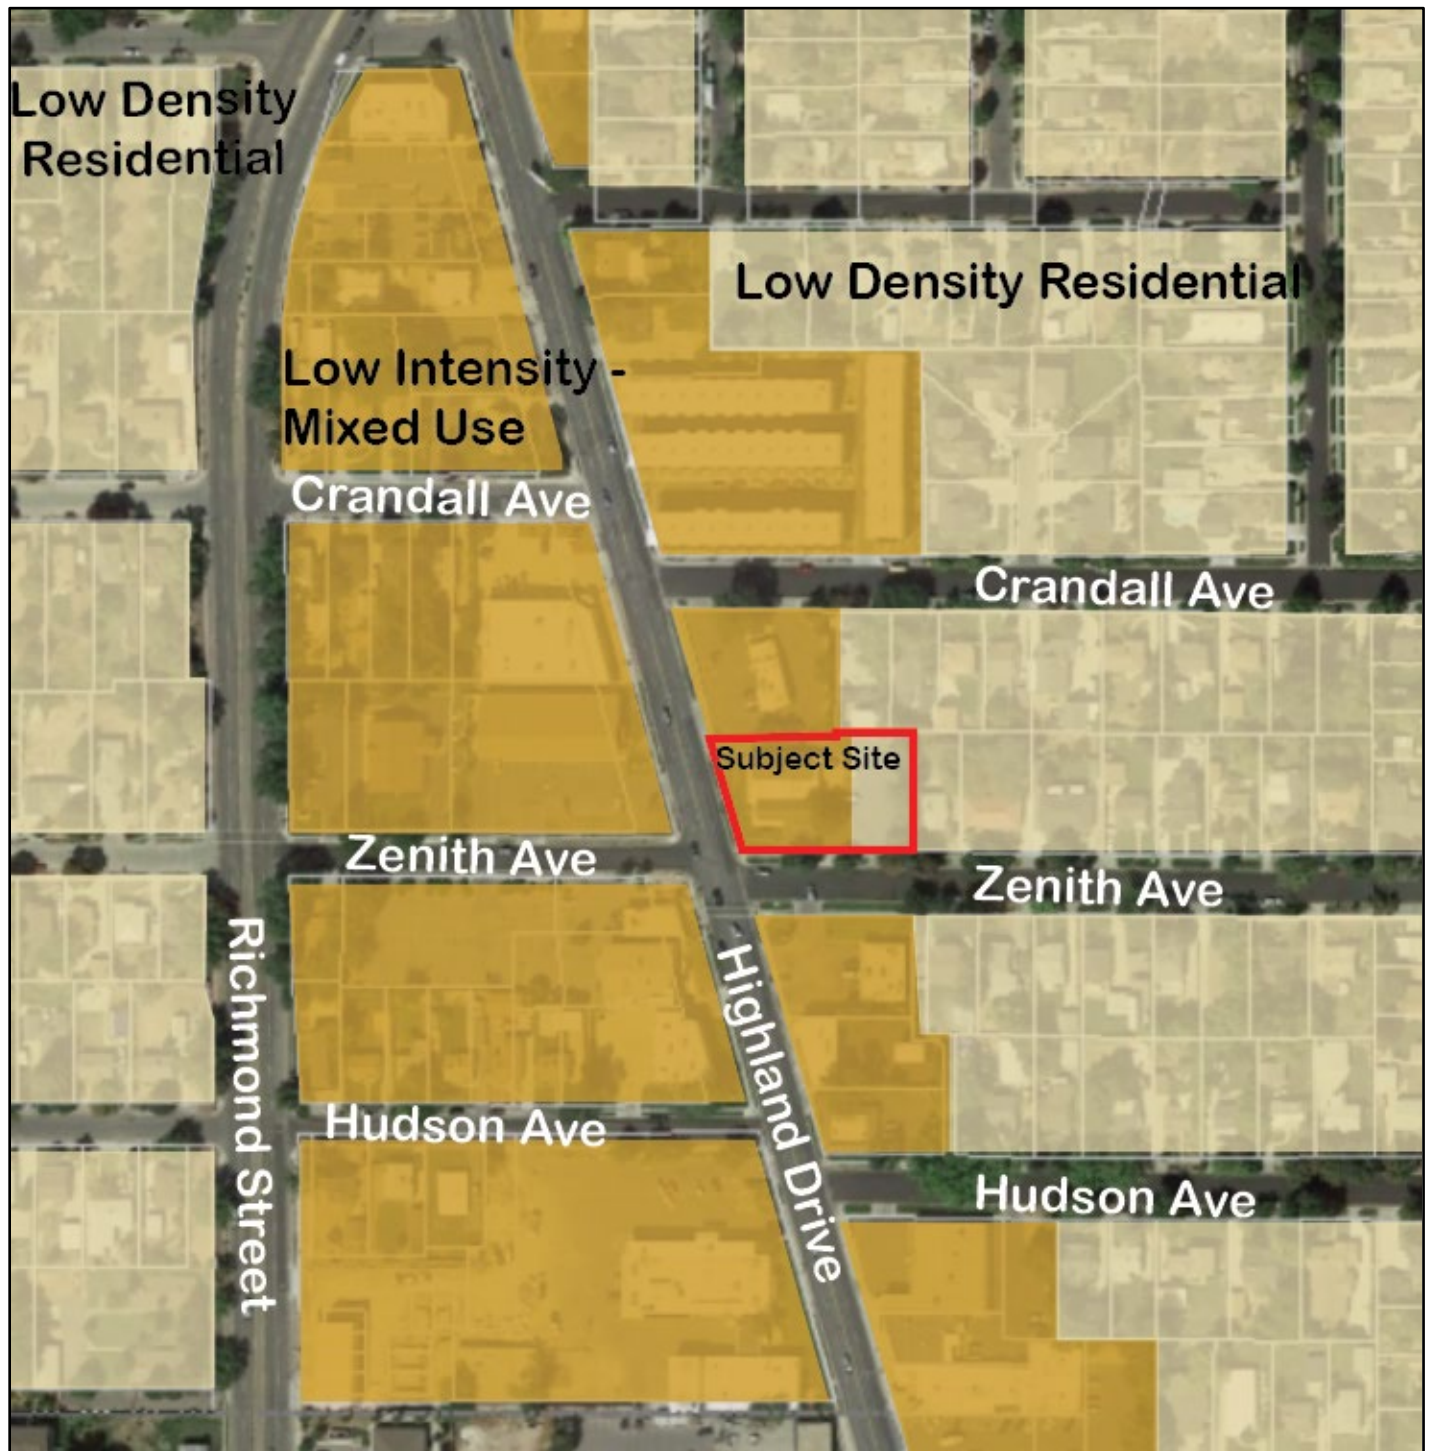 Low Density
Residential
Low Density Residential
Low Intensity -
Mixed Use
Crandall Ave
Crandall Ave
Subject Site
Zenith Ave
Zenith Ave
Richmond Street
Highland Drive
Hudson Ave
Hudson Ave